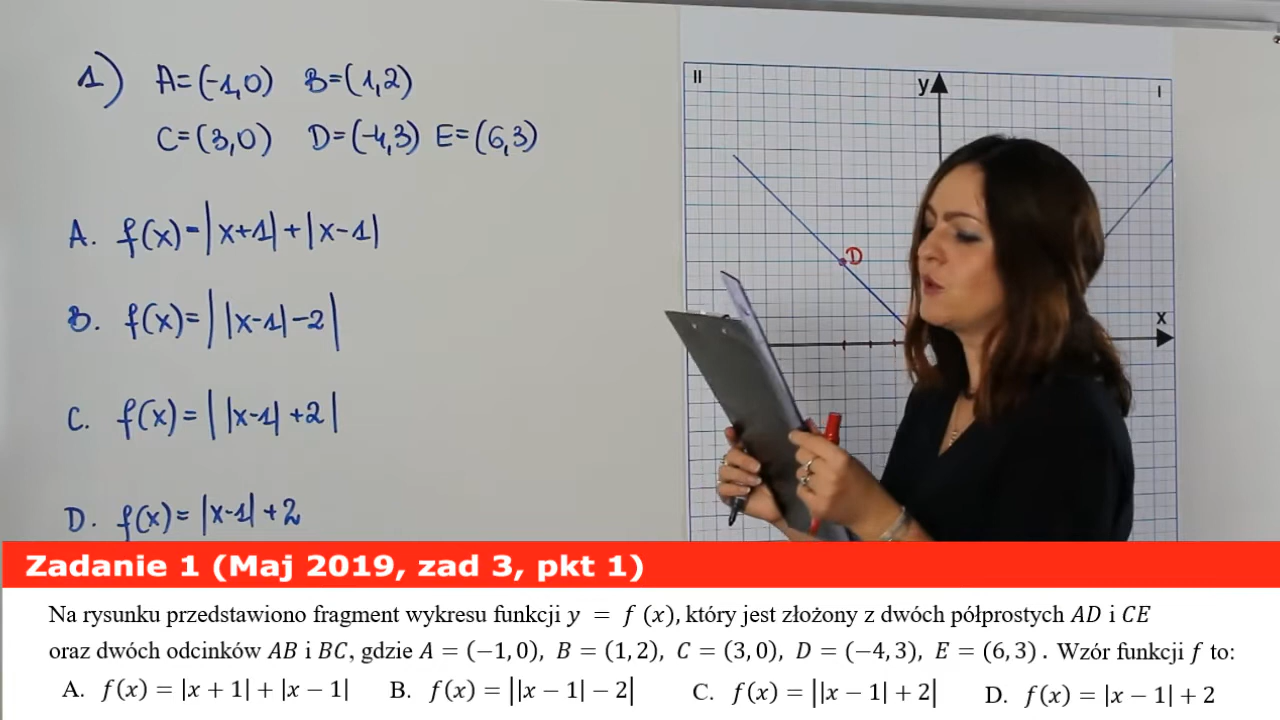 1) A=(-1,0) B=(1,2)
C=(3,0) D=(-4,3) E=(6,3)
A. f(x)=|x+1|+|x-1|
B. f(x)=||x-1|-2|
C. f(x)=||x-1|+2|
D. f(x)=|x-1|+2
II
y
I
D
x
Zadanie 1 (Maj 2019, zad 3, pkt 1)
Na rysunku przedstawiono fragment wykresu funkcji y = f (x), który jest złożony z dwóch półprostych AD i CE
oraz dwóch odcinków AB i BC, gdzie A = (−1, 0), B = (1, 2), C = (3, 0), D = (−4, 3), E = (6, 3) . Wzór funkcji f to:
A. f(x) = |x + 1| + |x − 1| B. f(x) = ||x − 1| − 2| C. f(x) = ||x − 1| + 2| D. f(x) = |x − 1| + 2